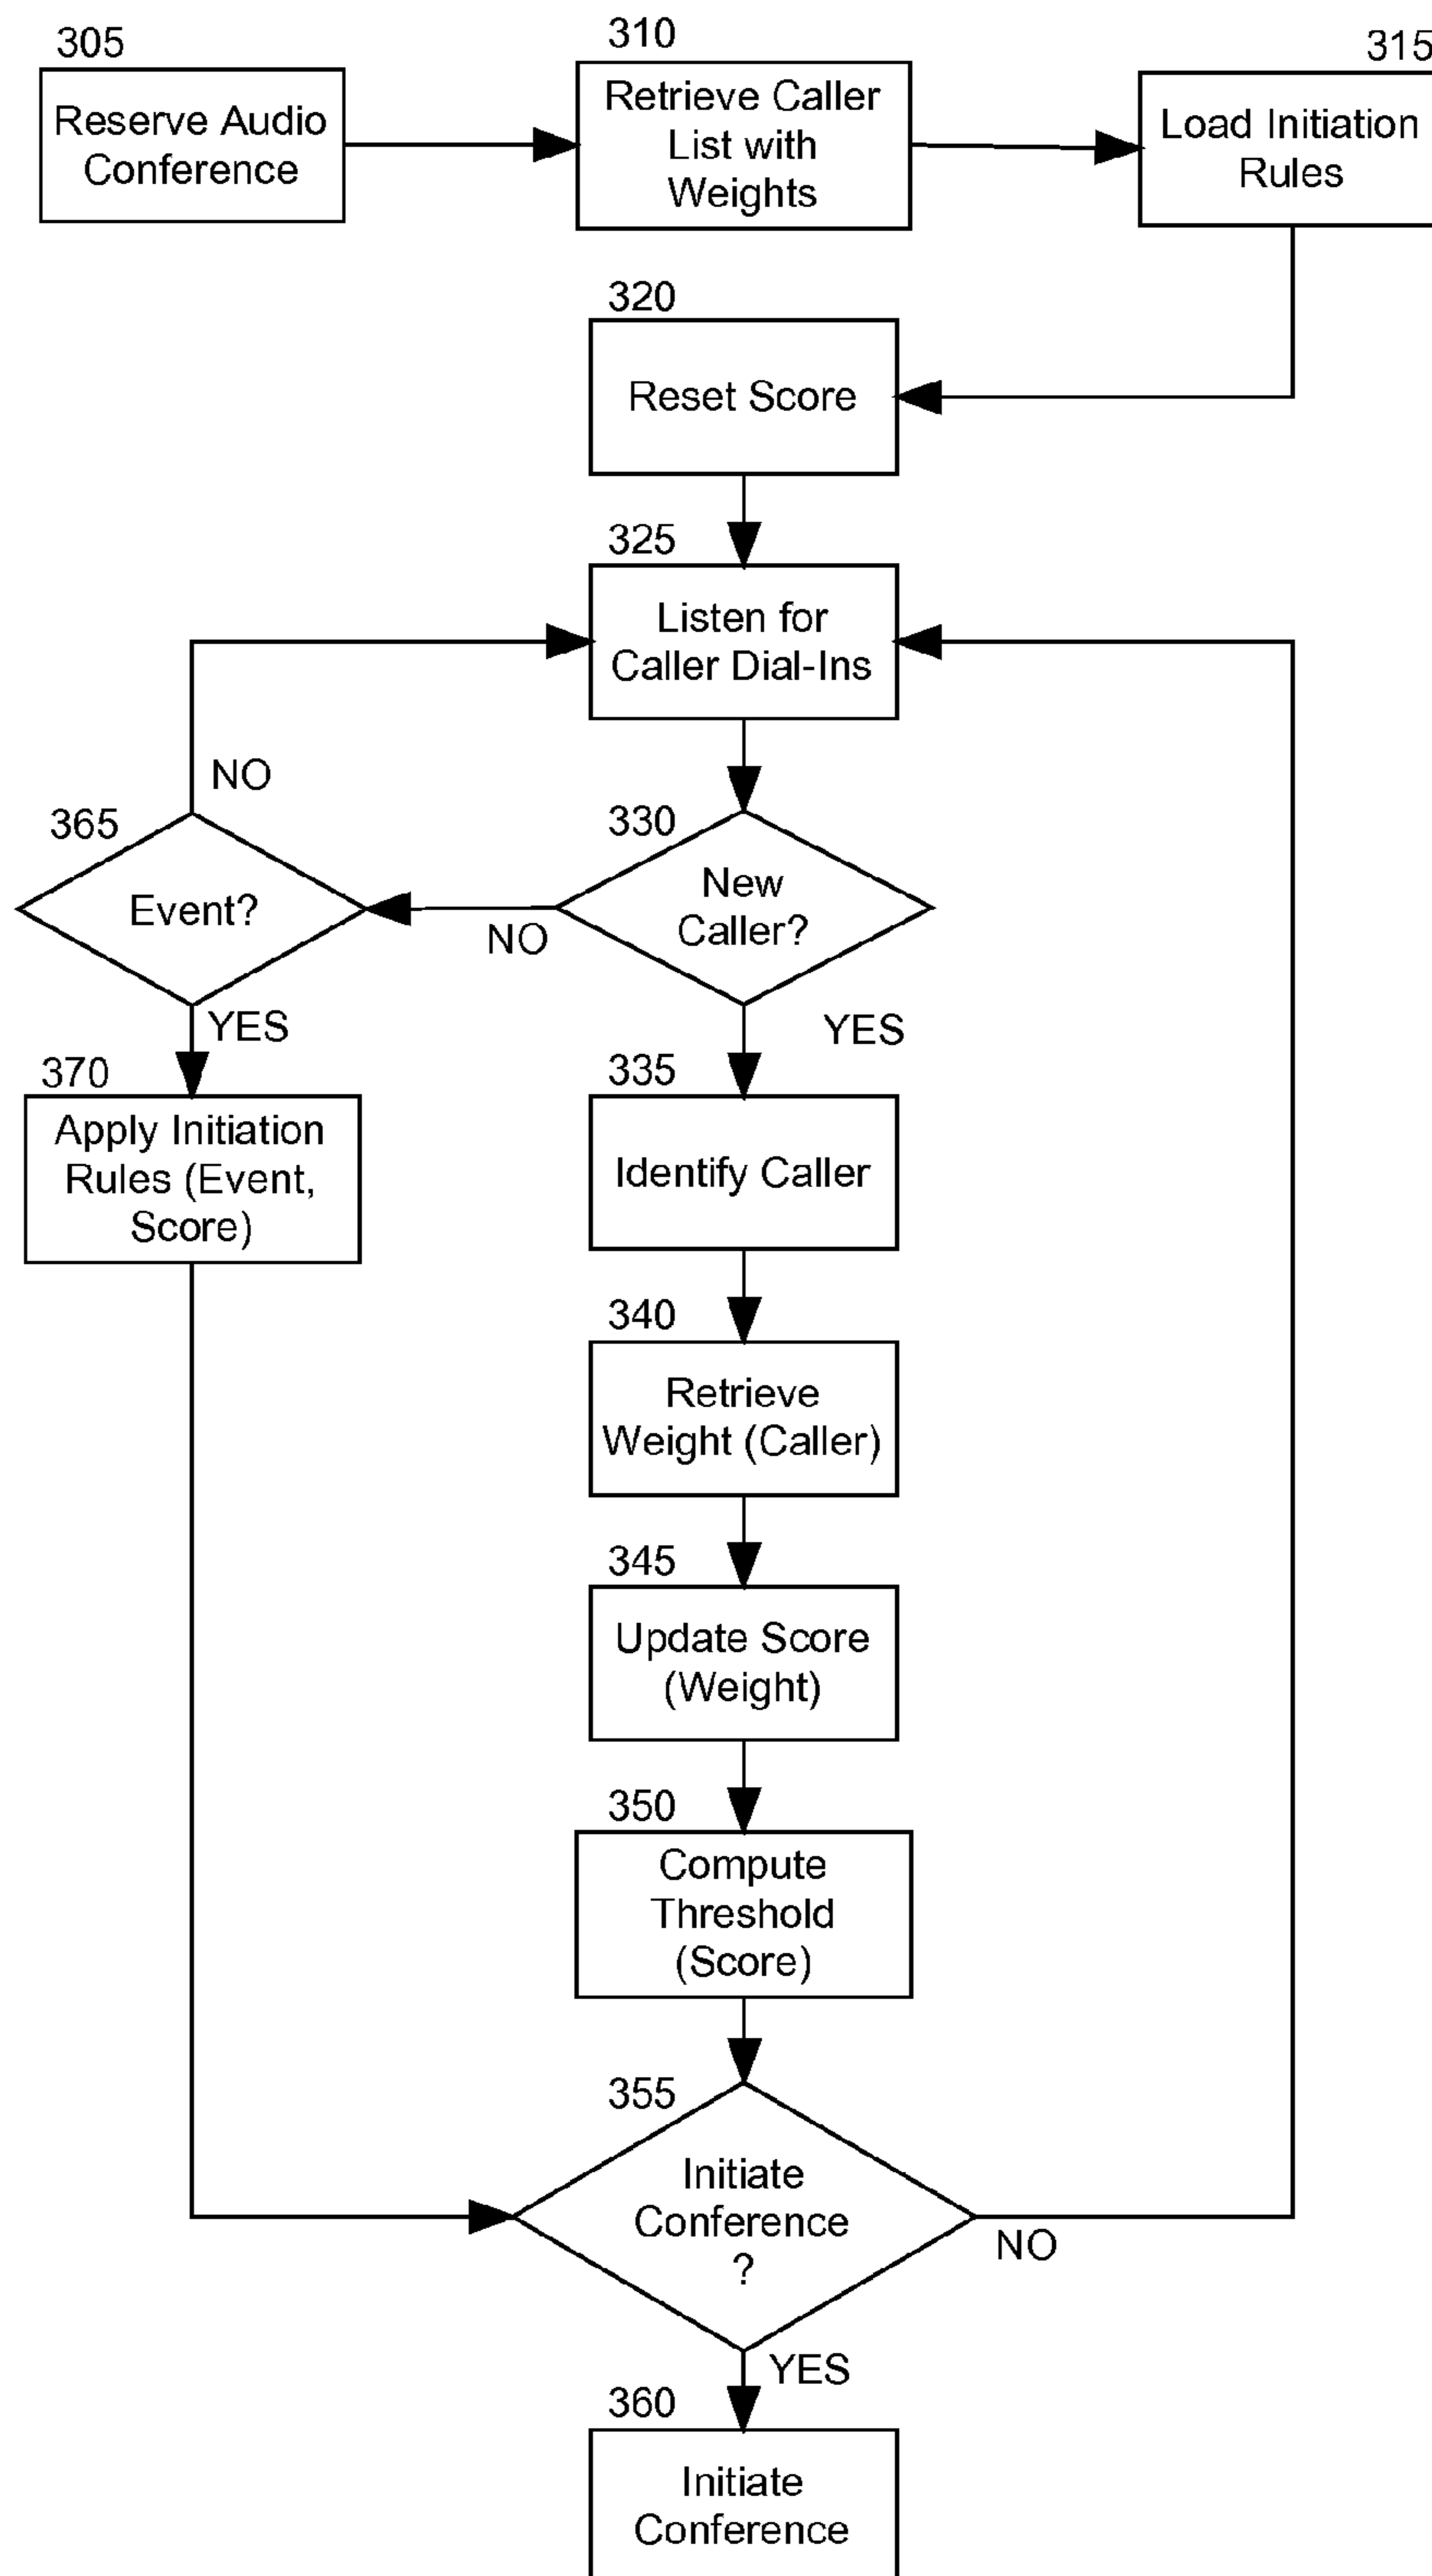 305
Reserve Audio
Conference
310
Retrieve Caller
List with
Weights
315
Load Initiation
Rules
320
Reset Score
325
Listen for
Caller Dial-Ins
NO
365
Event?
NO
330
New
Caller?
YES
YES
370
Apply Initiation
Rules (Event,
Score)
335
Identify Caller
340
Retrieve
Weight (Caller)
345
Update Score
(Weight)
350
Compute
Threshold
(Score)
355
Initiate
Conference
?
NO
YES
360
Initiate
Conference